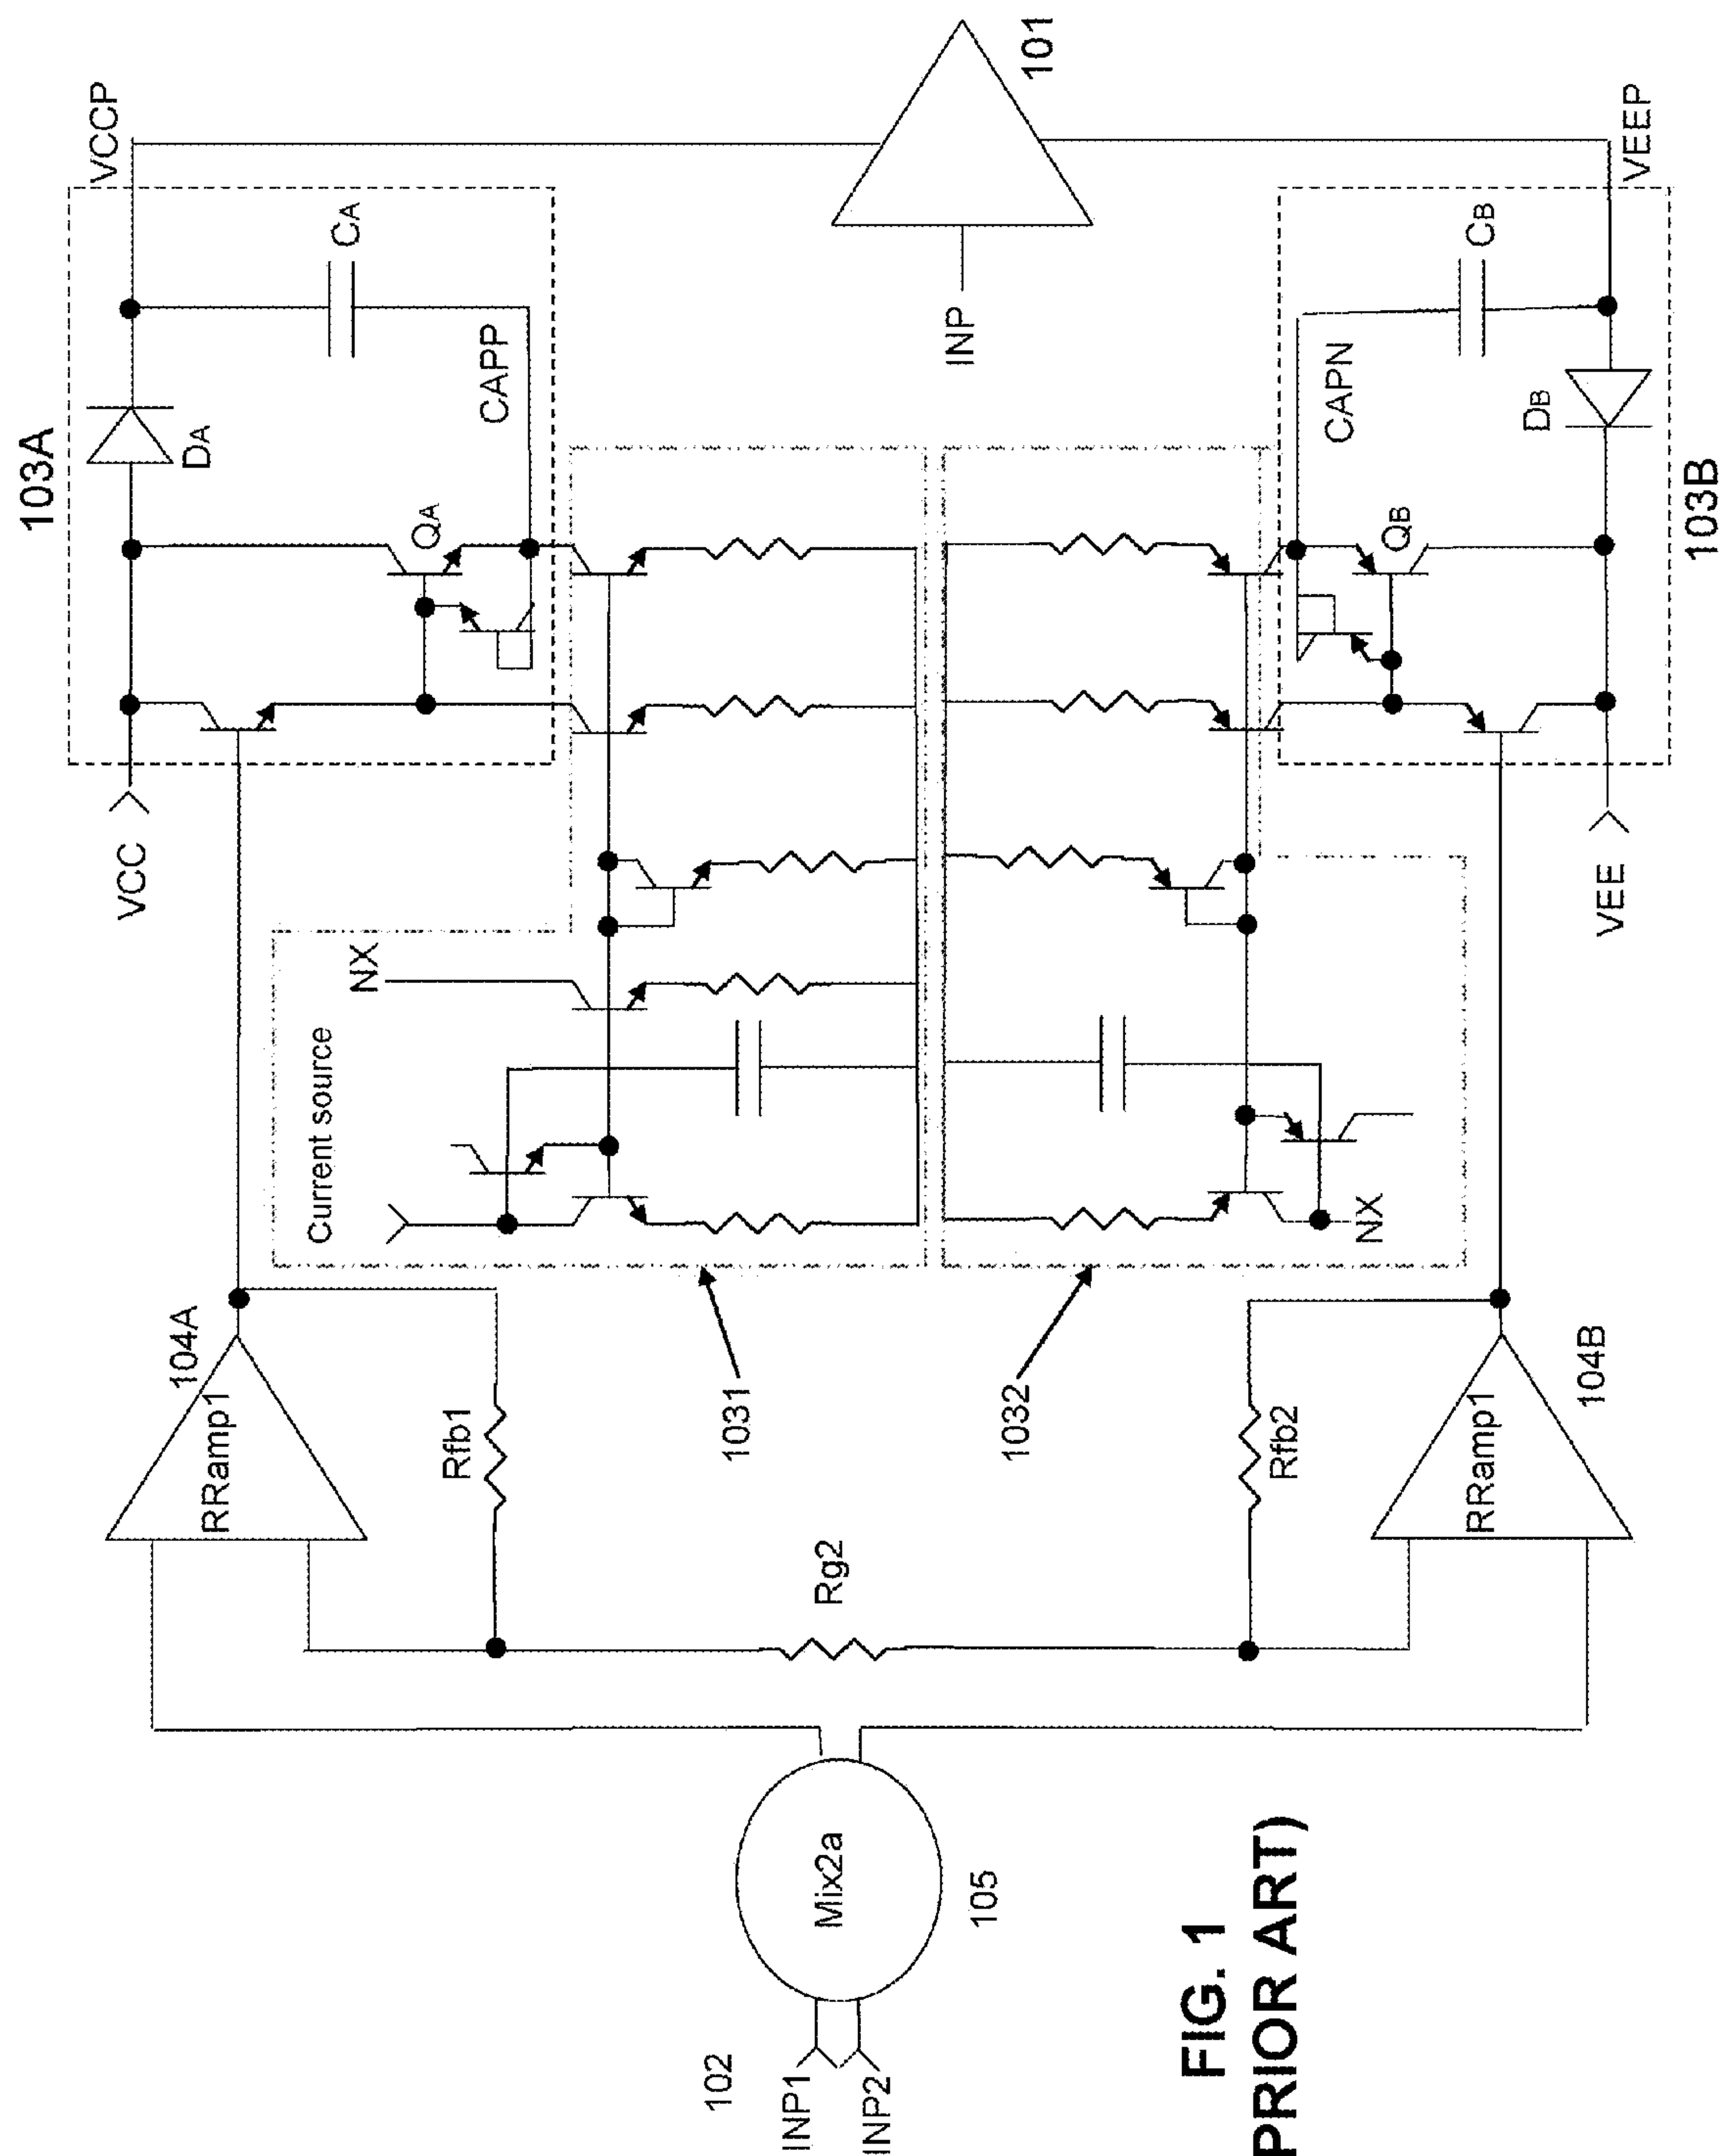 103A
VCC
VCCP
DA
CA
QA
CAPP
104A
RRamp1
Rfb1
Current source
NX
1031
101
INP
102
INP1
INP2
Mix2a
105
Rg2
1032
NX
Rfb2
RRamp1
104B
CAPN
CB
QB
DB
VEE
VEEP
103B
FIG. 1
PRIOR ART)